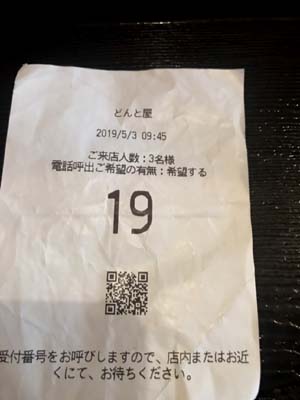 どんと屋
2019/5/3 09:45
ご来店人数:3名様
電話呼出ご希望の有無:希望する
19
受付番号をお呼びしますので、店内またはお近
くにて、お待ちください。